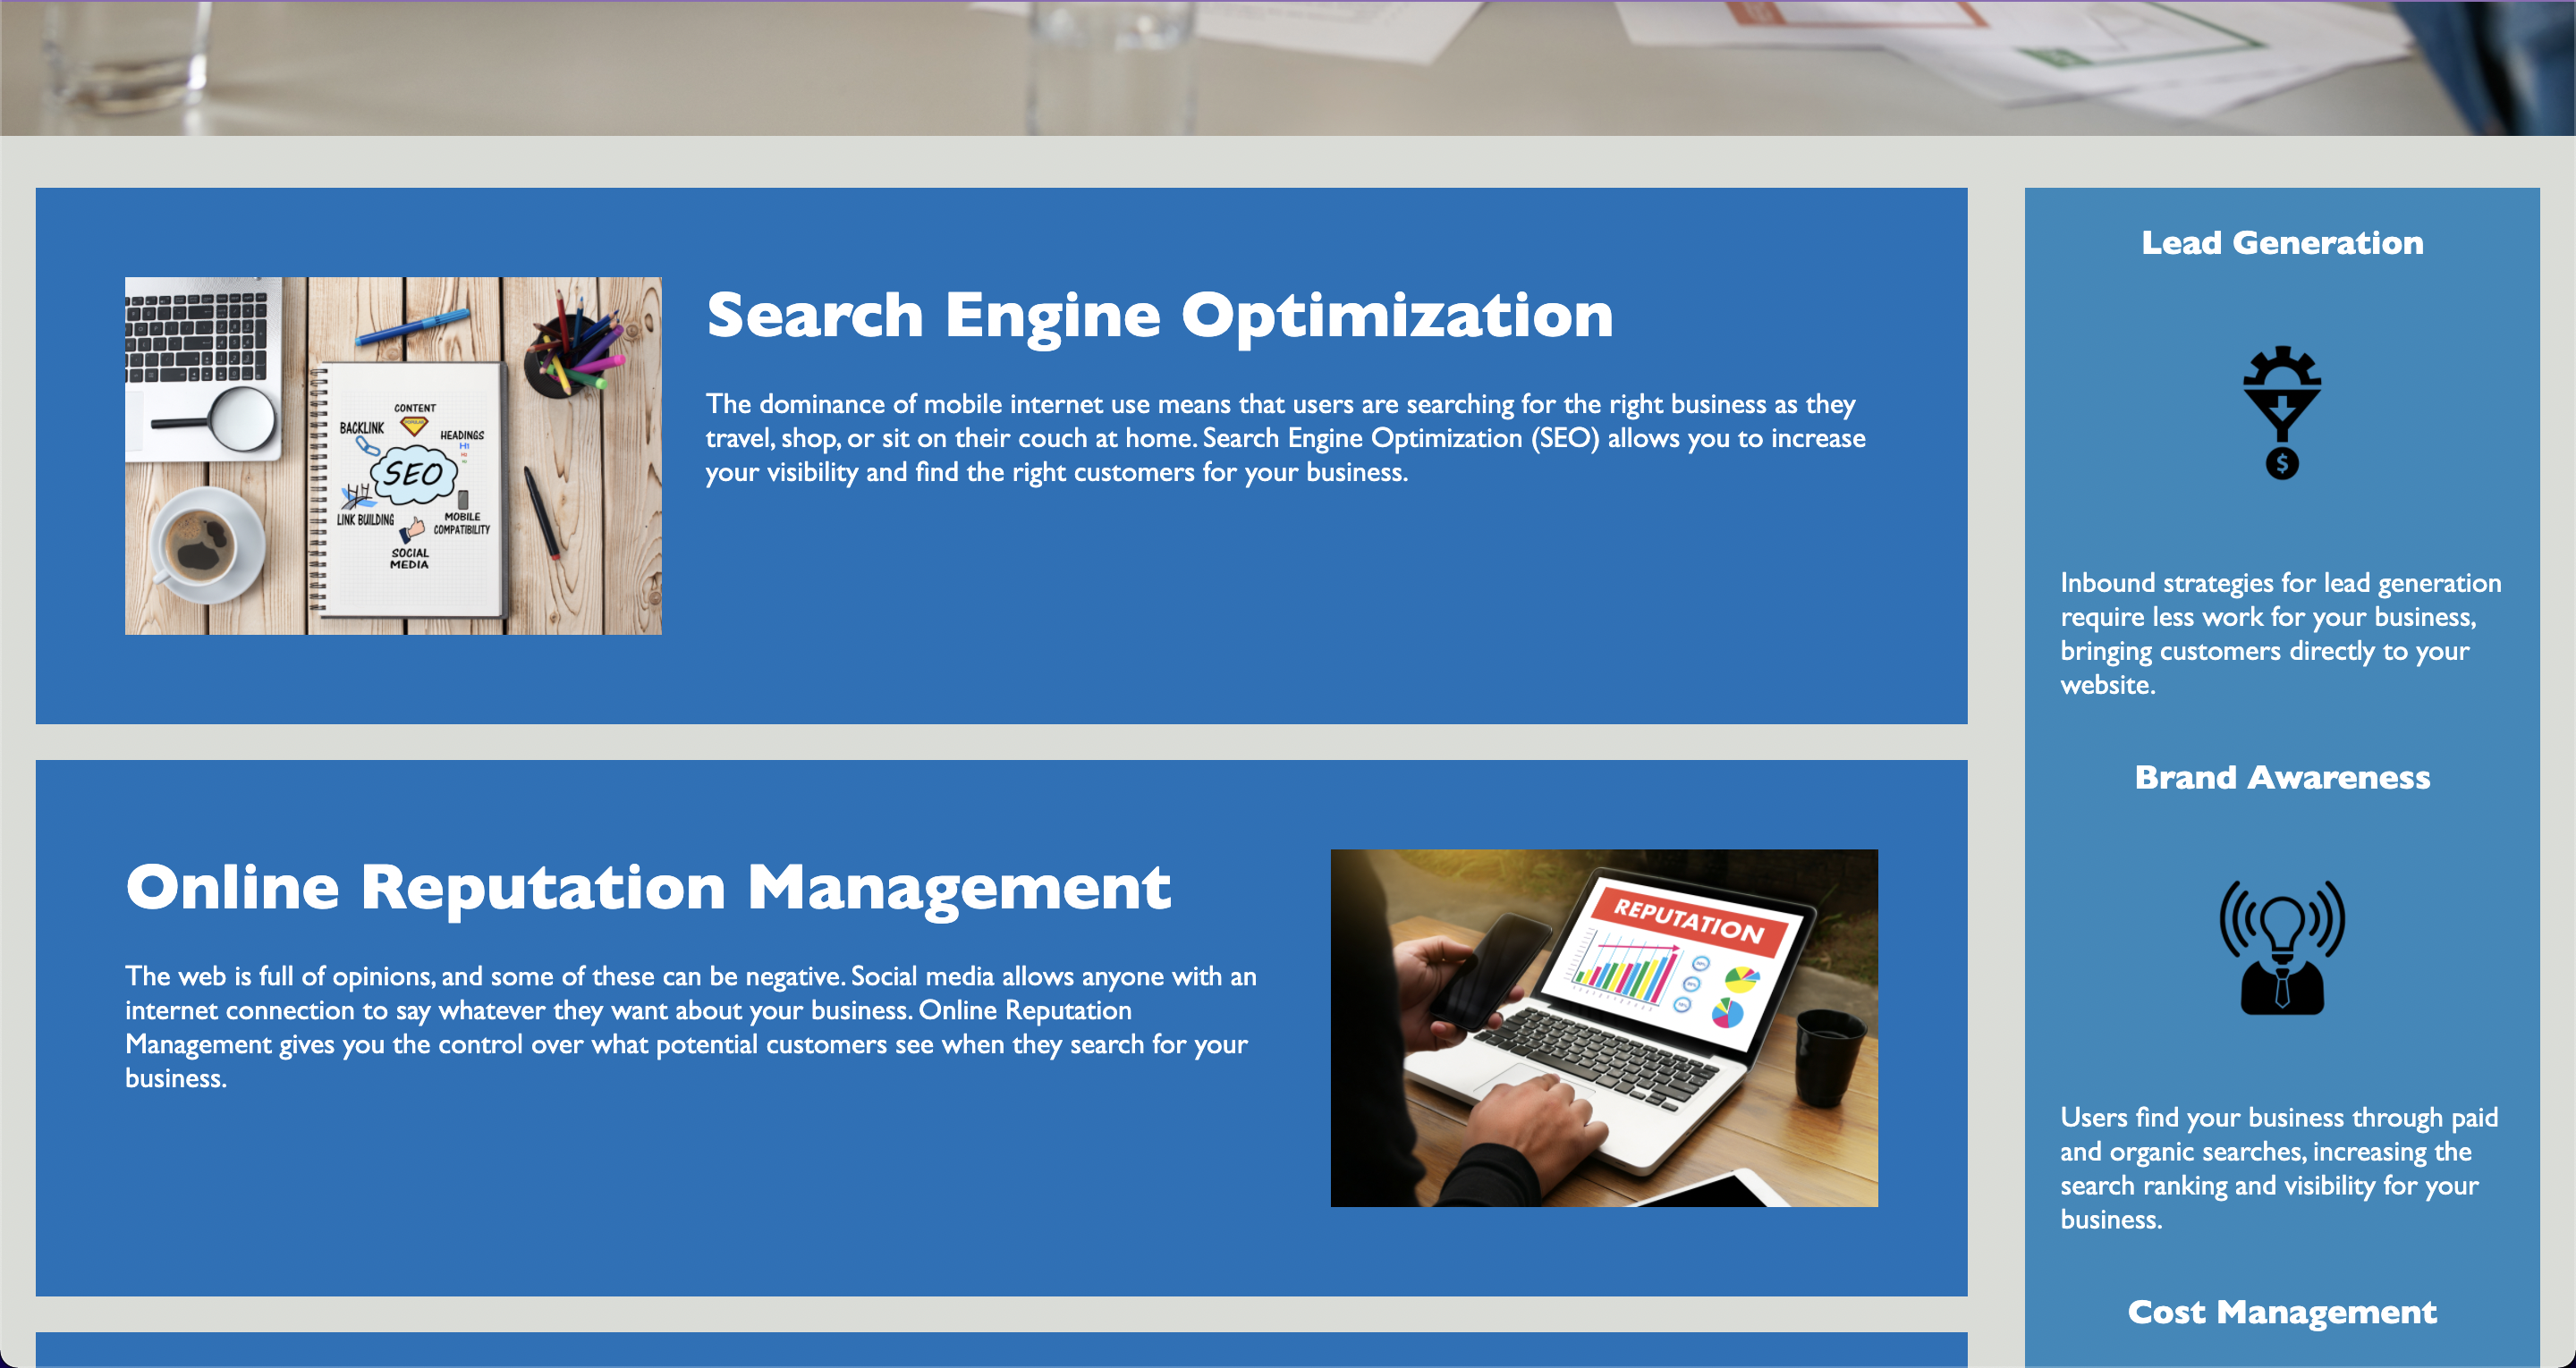 Search Engine Optimization
The dominance of mobile internet use means that users are searching for the right business as they
travel, shop, or sit on their couch at home. Search Engine Optimization (SEO) allows you to increase
your visibility and find the right customers for your business.
CONTENT
BACKLINK
HEADINGS
H1
SEO
LINK BUILDING
MOBILE
COMPATIBILITY
SOCIAL
MEDIA
Online Reputation Management
The web is full of opinions, and some of these can be negative. Social media allows anyone with an
internet connection to say whatever they want about your business. Online Reputation
Management gives you the control over what potential customers see when they search for your
business.
REPUTATION
Lead Generation
$
Inbound strategies for lead generation
require less work for your business,
bringing customers directly to your
website.
Brand Awareness
Users find your business through paid
and organic searches, increasing the
search ranking and visibility for your
business.
Cost Management